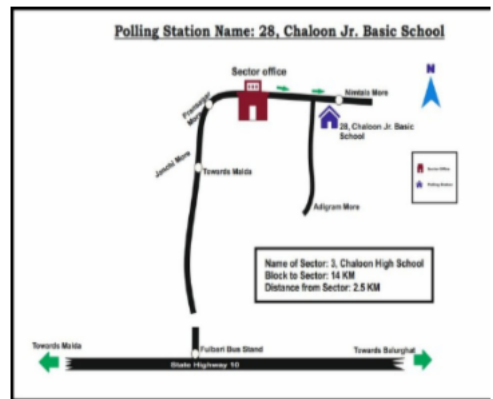 Polling Station Name: 28, Chaloon Jr. Basic School
N
Sector office
Nimtala More
Pransagar
More
28, Chaloon Jr. Basic
School
Janchi More
Towards Malda
Sector Office
Polling Station
Adigram More
Name of Sector: 3, Chaloon High School
Block to Sector: 14 KM
Distance from Sector: 2.5 KM
Towards Malda
Fulbari Bus Stand
Towards Balurghat
State Highway 10